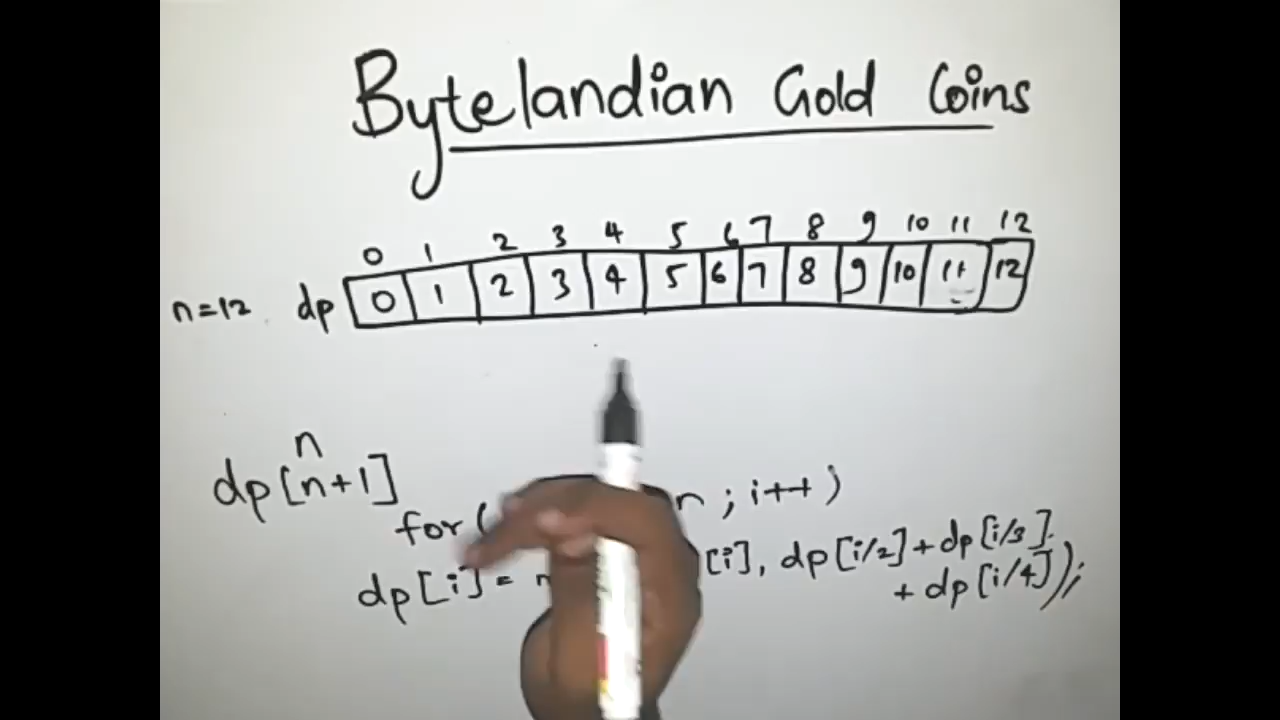 Bytelandian Gold Coins
0 1 2 3 4 5 6 7 8 9 10 11 12
n=12 dp 0 1 2 3 4 5 6 7 8 9 10 11 12
n
dp[n+1]
for( n ; i++)
dp[i] = [i], dp[i/2]+dp[i/3]
+ dp[i/4]);